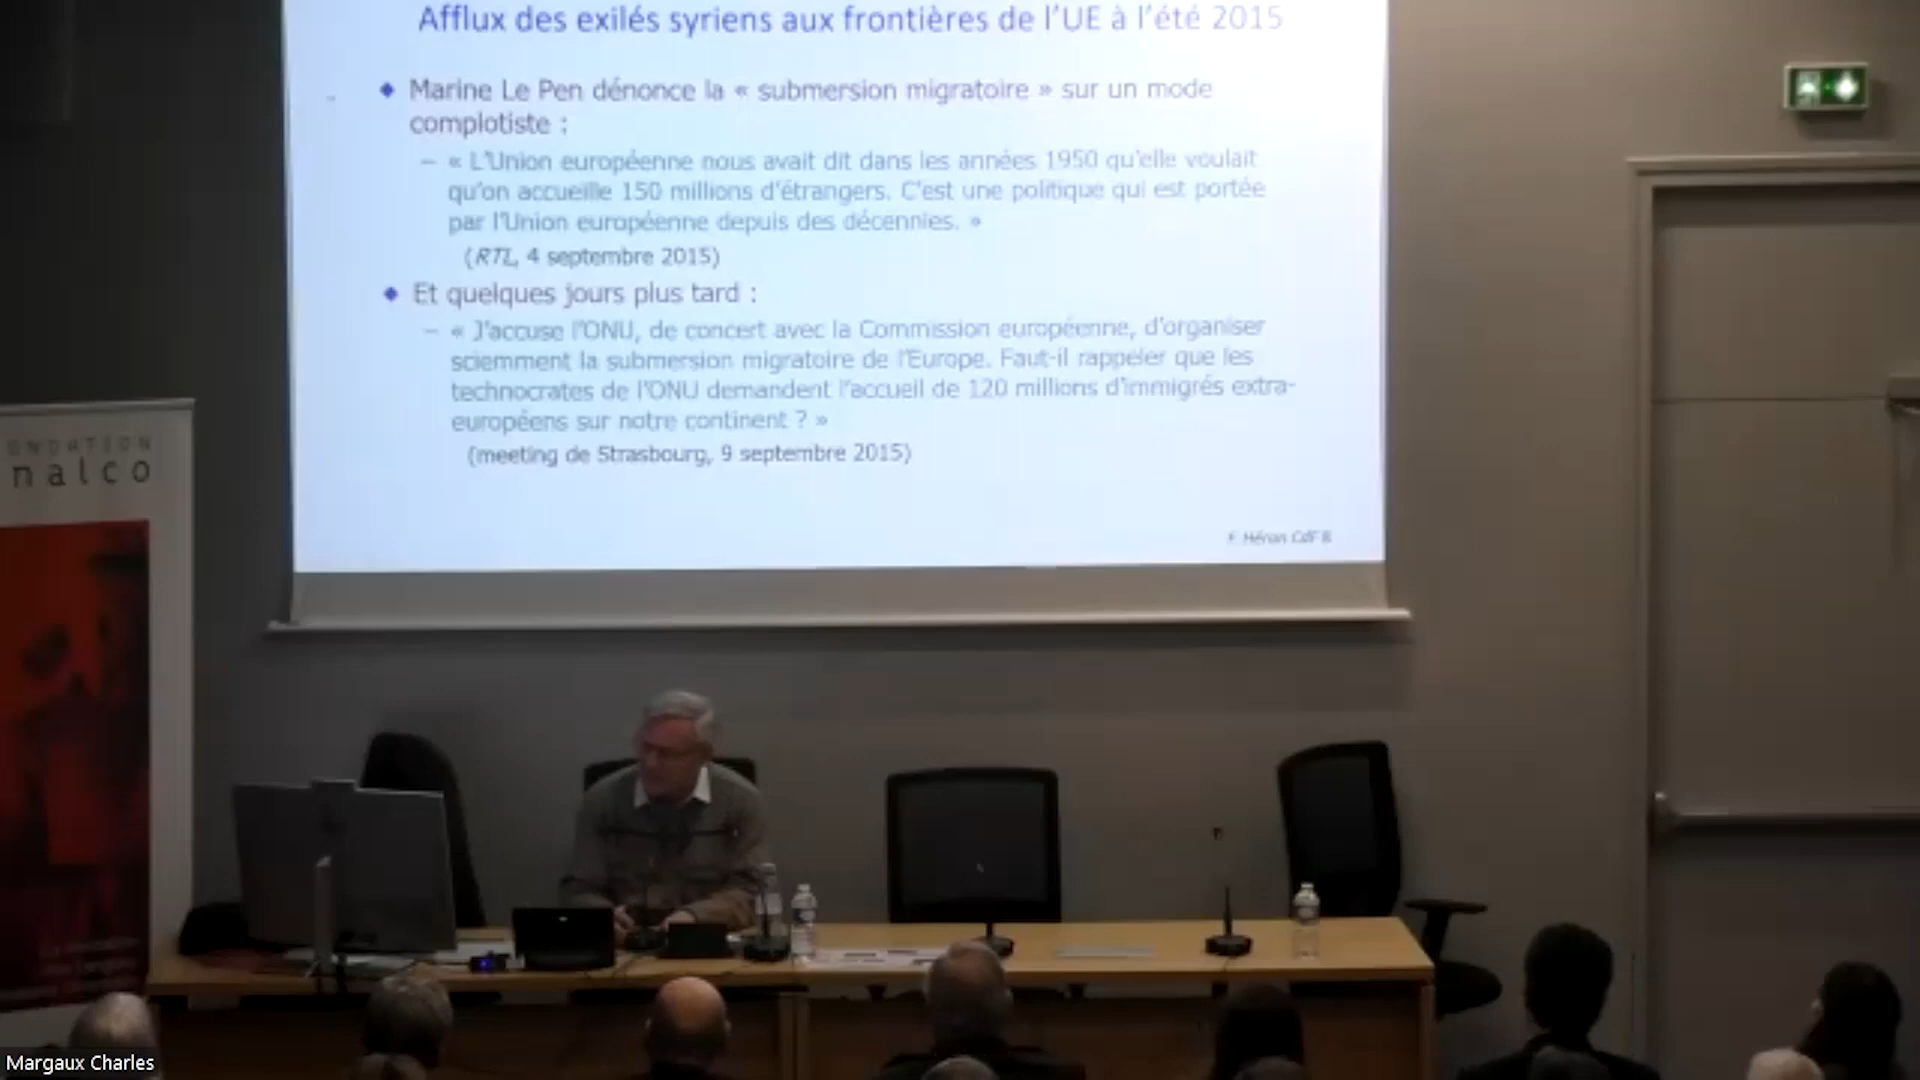 Afflux des exilés syriens aux frontières de l'UE à l'été 2015
Marine Le Pen dénonce la « submersion migratoire » sur un mode
complotiste :
– « L'Union européenne nous avait dit dans les années 1950 qu'elle voulait
qu'on accueille 150 millions d'étrangers. C'est une politique qui est portée
par l'Union européenne depuis des décennies. »
(RTL, 4 septembre 2015)
Et quelques jours plus tard :
– « J'accuse l'ONU, de concert avec la Commission européenne, d'organiser
sciemment la submersion migratoire de l'Europe. Faut-il rappeler que les
technocrates de l'ONU demandent l'accueil de 120 millions d'immigrés extra-
européens sur notre continent ? »
(meeting de Strasbourg, 9 septembre 2015)
F Héran CdF 8
ONDATION
nalco
Margaux Charles